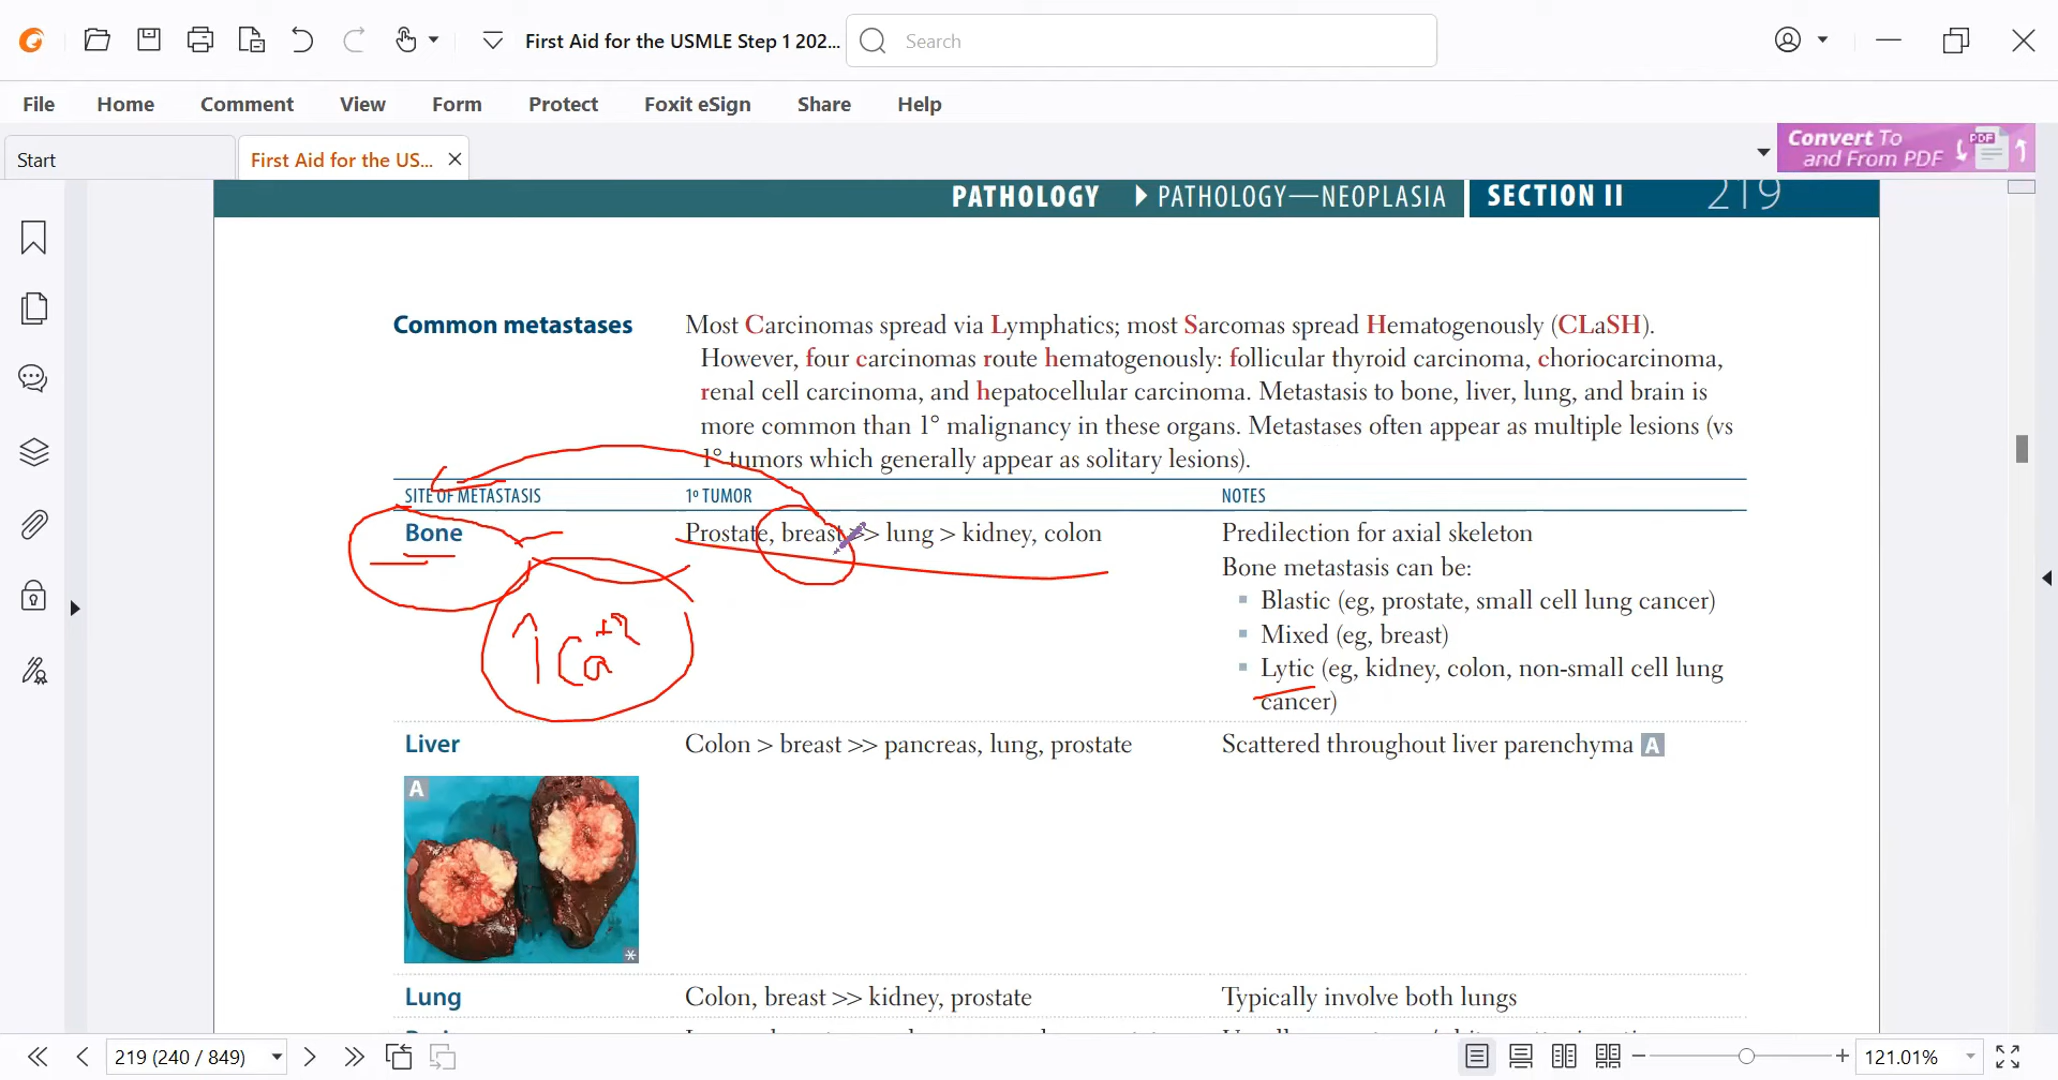 First Aid for the USMLE Step 1 202...
Search
File Home Comment View Form Protect Foxit eSign Share Help
Start
First Aid for the US...
Convert To
and From PDF
PDF
PATHOLOGY PATHOLOGY—NEOPLASIA SECTION II 219
Common metastases
Most Carcinomas spread via Lymphatics; most Sarcomas spread Hematogenously (CLaSH).
However, four carcinomas route hematogenously: follicular thyroid carcinoma, choriocarcinoma,
renal cell carcinoma, and hepatocellular carcinoma. Metastasis to bone, liver, lung, and brain is
more common than 1° malignancy in these organs. Metastases often appear as multiple lesions (vs
1° tumors which generally appear as solitary lesions).
SITE OF METASTASIS 1º TUMOR NOTES
Bone Prostate, breast >> lung > kidney, colon Predilection for axial skeleton
Bone metastasis can be:
Blastic (eg, prostate, small cell lung cancer)
Mixed (eg, breast)
Lytic (eg, kidney, colon, non-small cell lung
cancer)
↑Ca+2
Liver Colon > breast >> pancreas, lung, prostate Scattered throughout liver parenchyma A
A
*
Lung Colon, breast >> kidney, prostate Typically involve both lungs
219 (240 / 849)
121.01%